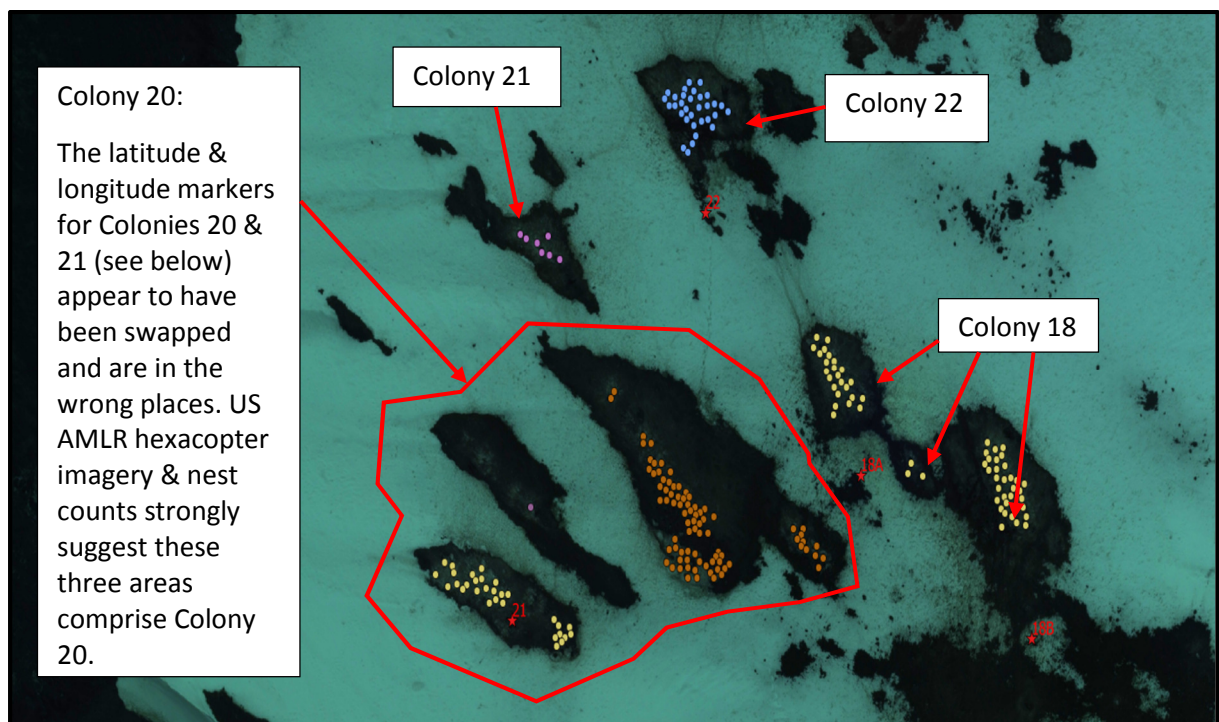 Colony 20:
The latitude &
longitude markers
for Colonies 20 &
21 (see below)
appear to have
been swapped
and are in the
wrong places. US
AMLR hexacopter
imagery & nest
counts strongly
suggest these
three areas
comprise Colony
20.
Colony 21
Colony 22
22
Colony 18
18A
21
18B